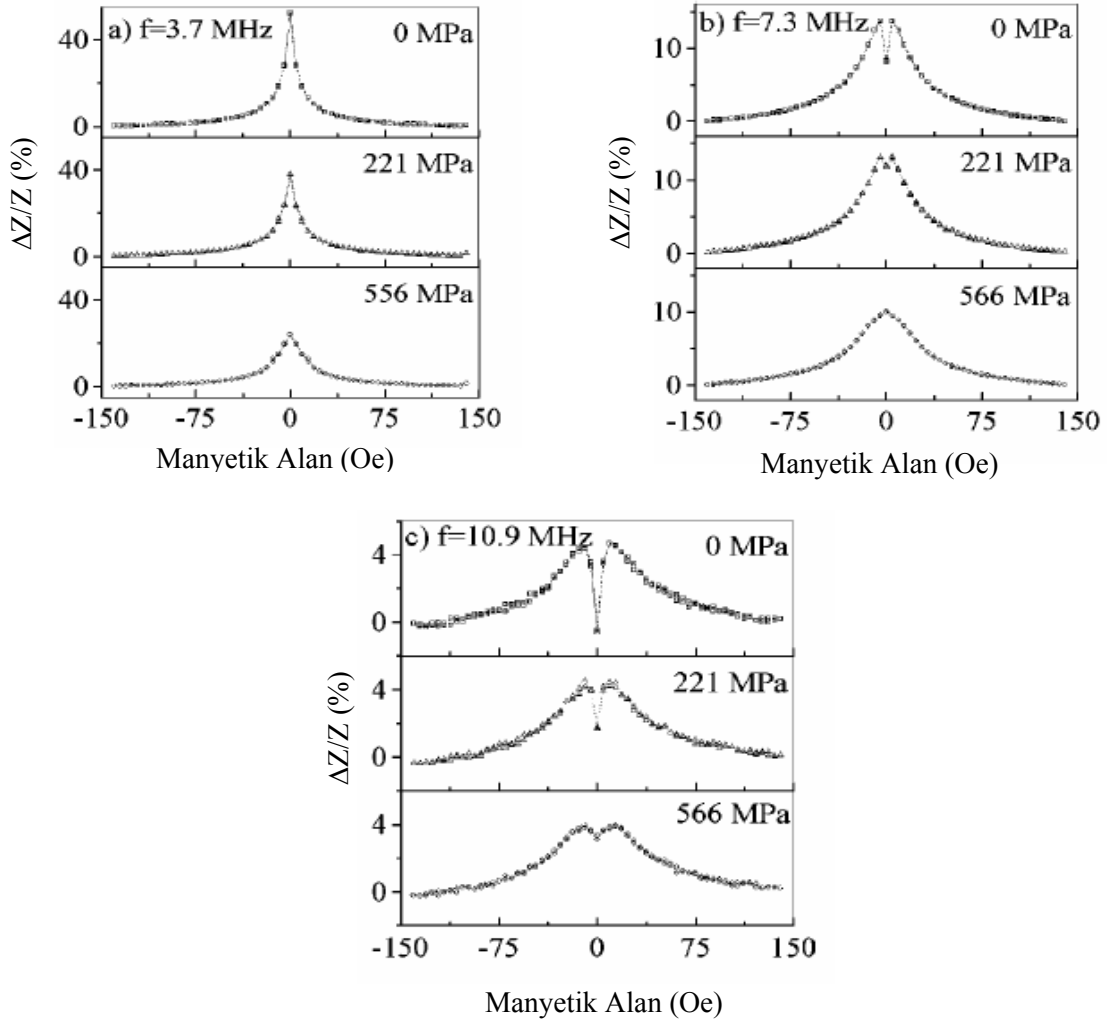 a) f=3.7 MHz
0 MPa
40
0
221 MPa
40
0
556 MPa
40
0
ΔZ/Z (%)
-150 -75 0 75 150
Manyetik Alan (Oe)
b) f=7.3 MHz
0 MPa
10
0
221 MPa
10
0
566 MPa
10
0
ΔZ/Z (%)
-150 -75 0 75 150
Manyetik Alan (Oe)
c) f=10.9 MHz
0 MPa
4
0
221 MPa
4
0
566 MPa
4
0
ΔZ/Z (%)
-150 -75 0 75 150
Manyetik Alan (Oe)